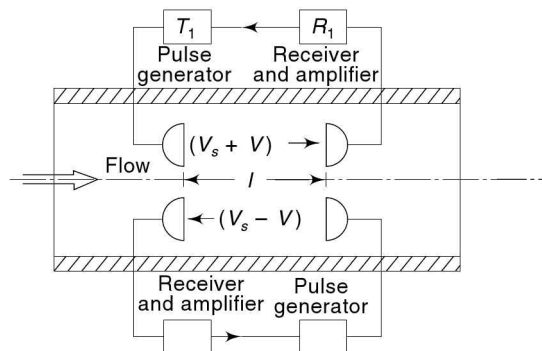 T1
R1
Pulse
generator
Receiver
and amplifier
(Vs + V)
Flow
l
(Vs – V)
Receiver
and amplifier
Pulse
generator